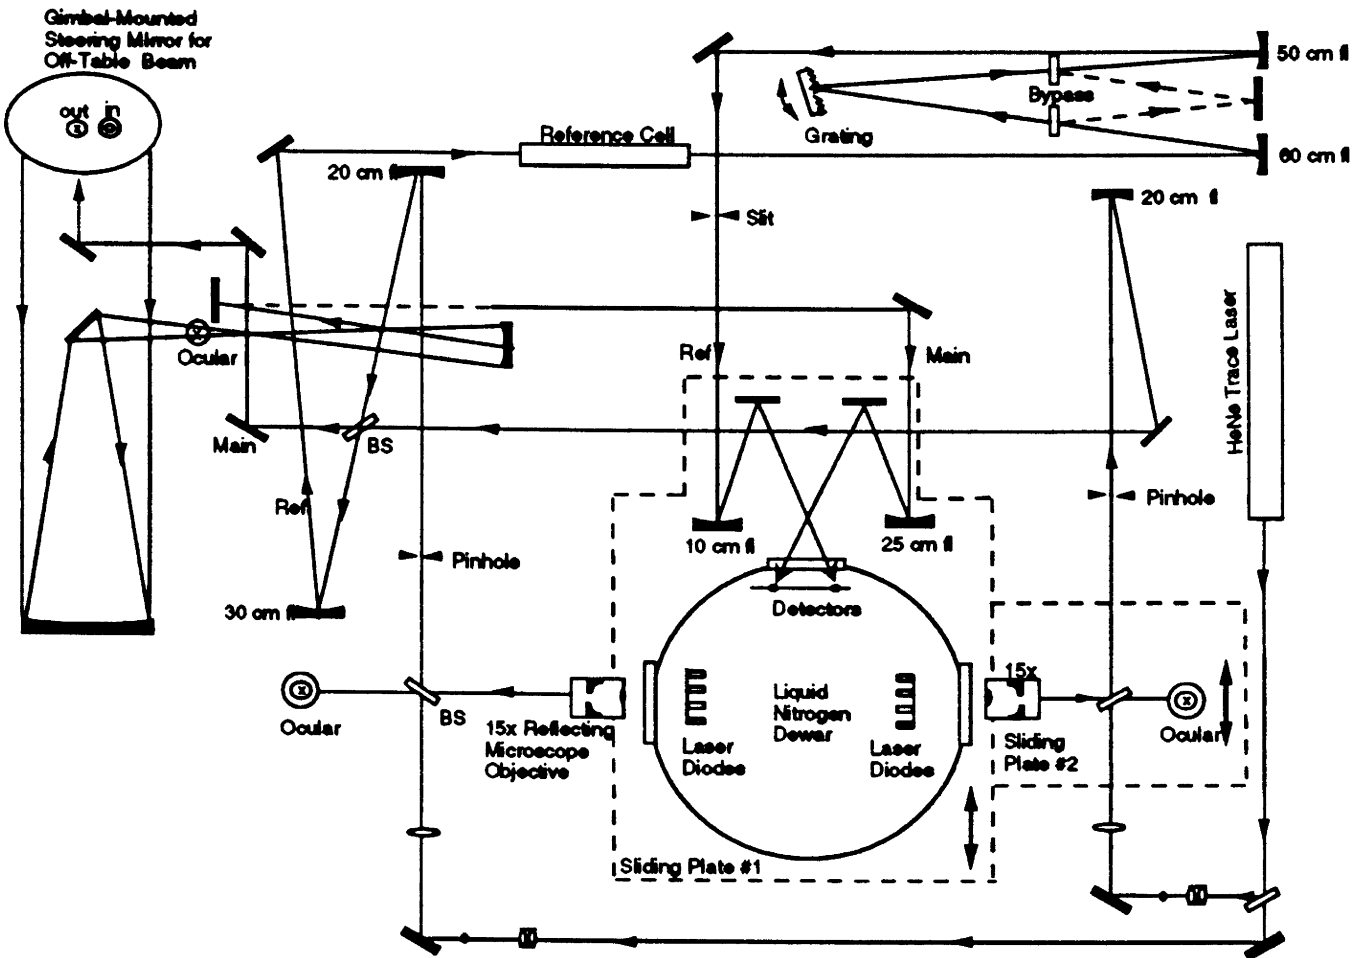 Gimbal-Mounted
Steering Mirror for
Off-Table Beam
out in
50 cm fl
Bypass
Grating
Reference Cell
60 cm fl
20 cm fl
20 cm fl
Slit
HeNe Trace Laser
Ocular
Ref
Main
Main
BS
Ref
Pinhole
10 cm fl
25 cm fl
Pinhole
30 cm fl
Detectors
15x
Ocular
BS
15x Reflecting
Microscope
Objective
Laser
Diodes
Liquid
Nitrogen
Dewar
Laser
Diodes
Sliding
Plate #2
Ocular
Sliding Plate #1